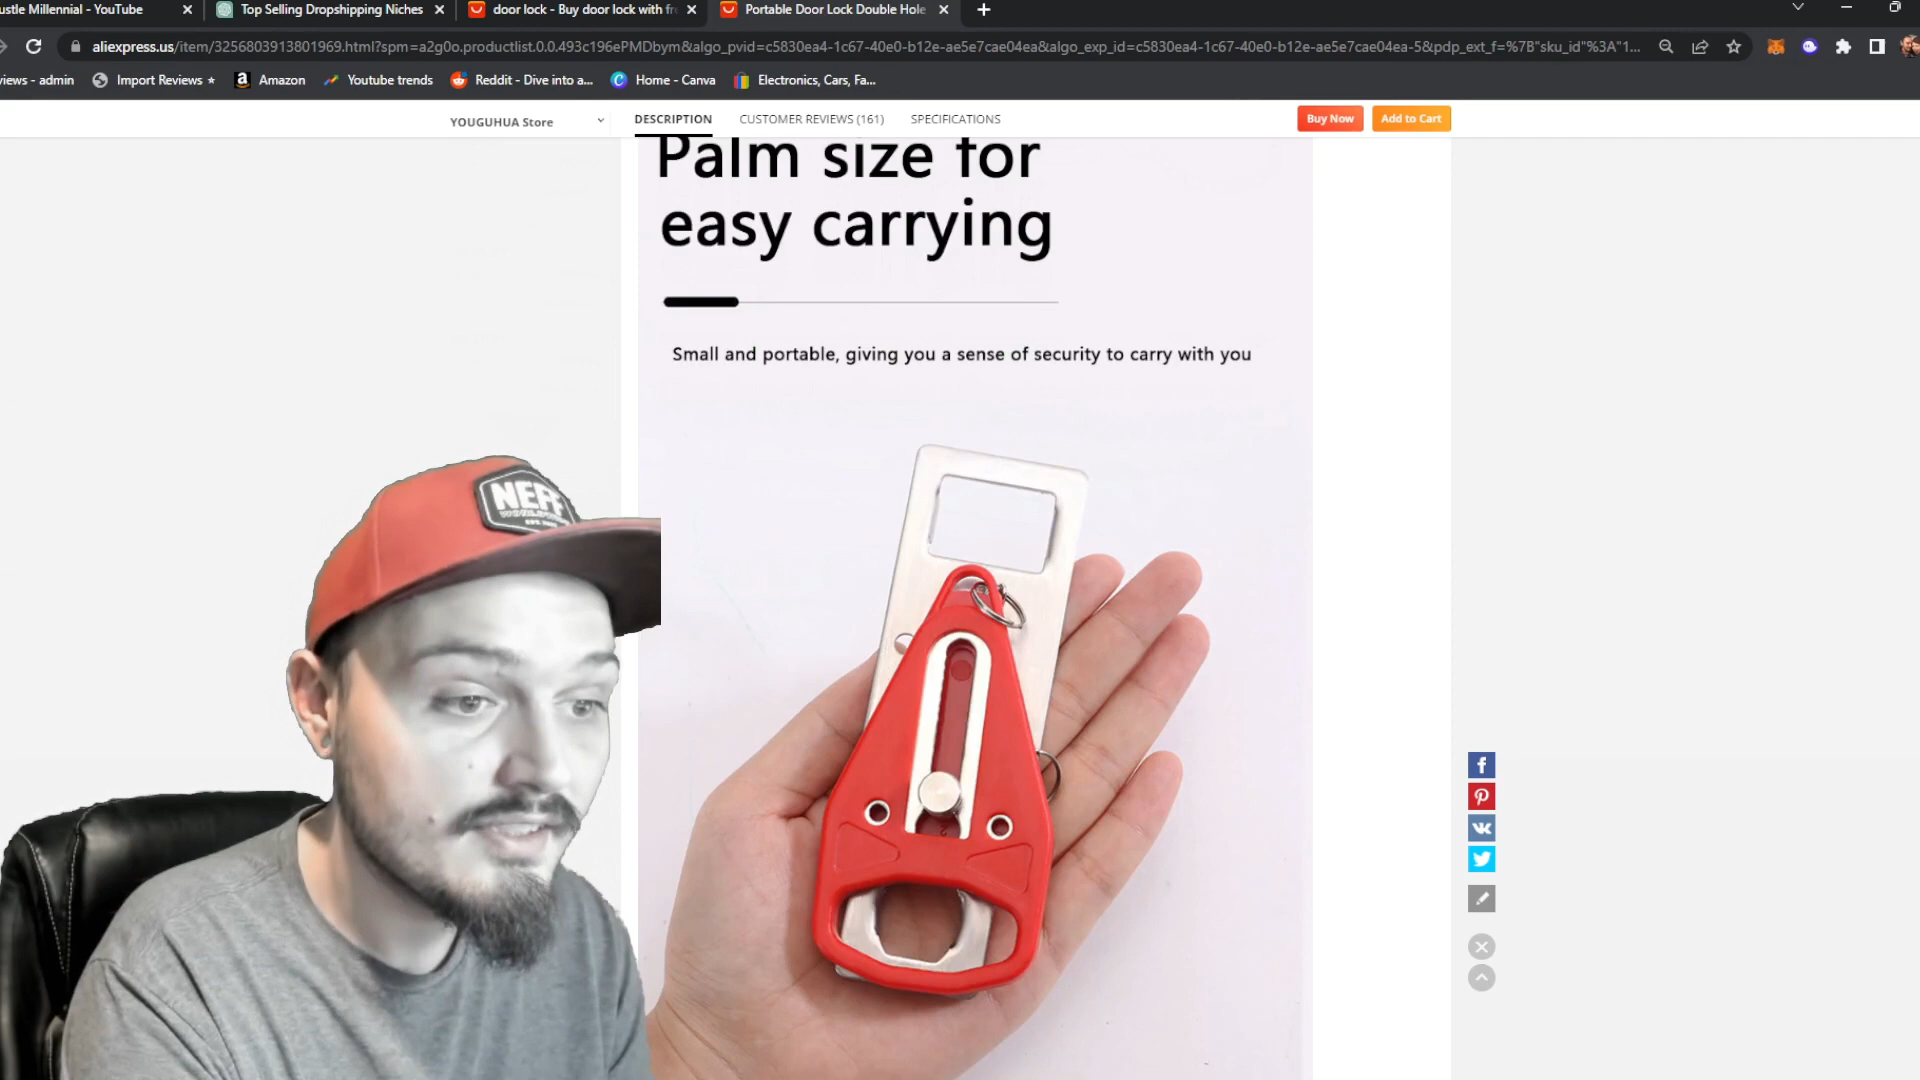 ustle Millennial - YouTube
Top Selling Dropshipping Niches
door lock - Buy door lock with fr
Portable Door Lock Double Hole
aliexpress.us/item/3256803913801969.html?spm=a2g0o.productlist.0.0.493c196ePMDbym&algo_pvid=c5830ea4-1c67-40e0-b12e-ae5e7cae04ea&algo_exp_id=c5830ea4-1c67-40e0-b12e-ae5e7cae04ea-5&pdp_ext_f=%7B"sku_id"%3A"1...
views - admin
Import Reviews
Amazon
Youtube trends
Reddit - Dive into a...
Home - Canva
Electronics, Cars, Fa...
YOUGUHUA Store
DESCRIPTION
CUSTOMER REVIEWS (161)
SPECIFICATIONS
Buy Now
Add to Cart
Palm size for
easy carrying
Small and portable, giving you a sense of security to carry with you
NEFF